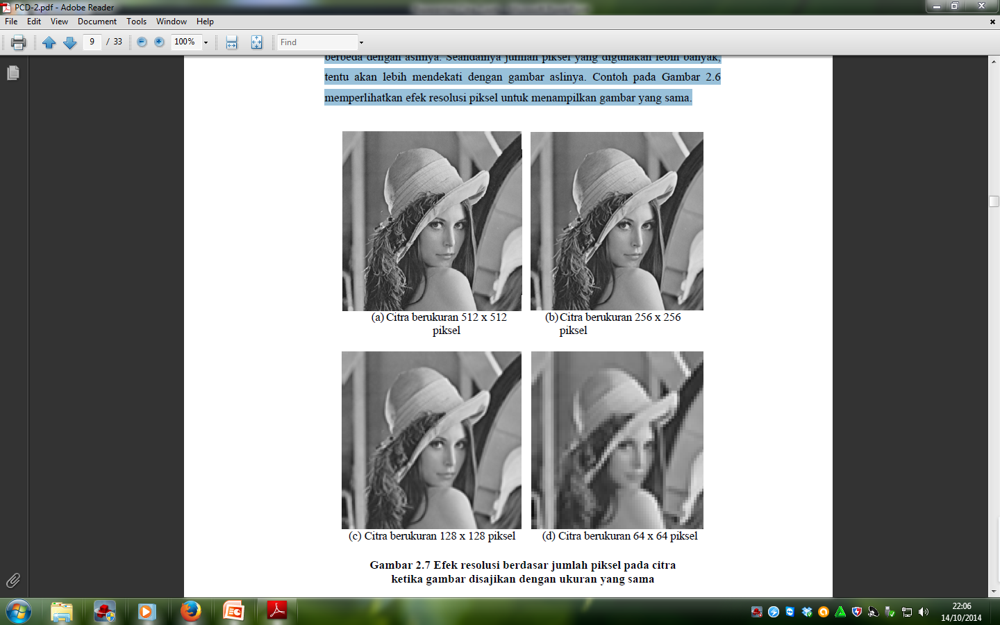 PCD-2.pdf - Adobe Reader
File Edit View Document Tools Window Help
9 / 33 100% Find
berbeda dengan aslinya. Seandainya jumlah piksel yang digunakan lebih banyak,
tentu akan lebih mendekati dengan gambar aslinya. Contoh pada Gambar 2.6
memperlihatkan efek resolusi piksel untuk menampilkan gambar yang sama.
(a) Citra berukuran 512 x 512
piksel
(b) Citra berukuran 256 x 256
piksel
(c) Citra berukuran 128 x 128 piksel
(d) Citra berukuran 64 x 64 piksel
Gambar 2.7 Efek resolusi berdasar jumlah piksel pada citra
ketika gambar disajikan dengan ukuran yang sama
22:06
14/10/2014